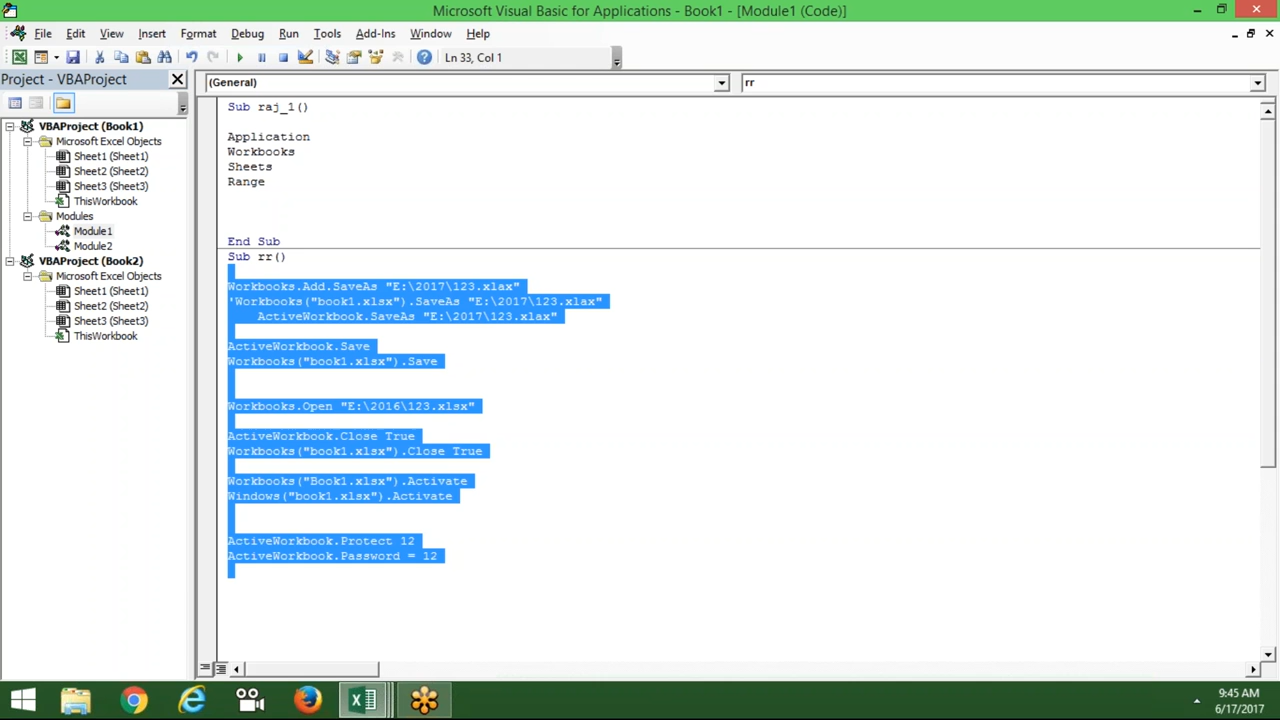 Microsoft Visual Basic for Applications - Book1 - [Module1 (Code)]
File Edit View Insert Format Debug Run Tools Add-Ins Window Help
Ln 33, Col 1
Project - VBAProject
(General)
rr
VBAProject (Book1)
Microsoft Excel Objects
Sheet1 (Sheet1)
Sheet2 (Sheet2)
Sheet3 (Sheet3)
ThisWorkbook
Modules
Module1
Module2
VBAProject (Book2)
Microsoft Excel Objects
Sheet1 (Sheet1)
Sheet2 (Sheet2)
Sheet3 (Sheet3)
ThisWorkbook
Sub raj_1()
Application
Workbooks
Sheets
Range
End Sub
Sub rr()
Workbooks.Add.SaveAs "E:\2017\123.xlax"
'Workbooks("book1.xlsx").SaveAs "E:\2017\123.xlax"
ActiveWorkbook.SaveAs "E:\2017\123.xlax"
ActiveWorkbook.Save
Workbooks("book1.xlsx").Save
Workbooks.Open "E:\2016\123.xlsx"
ActiveWorkbook.Close True
Workbooks("book1.xlsx").Close True
Workbooks("Book1.xlsx").Activate
Windows("book1.xlsx").Activate
ActiveWorkbook.Protect 12
ActiveWorkbook.Password = 12
9:45 AM
6/17/2017